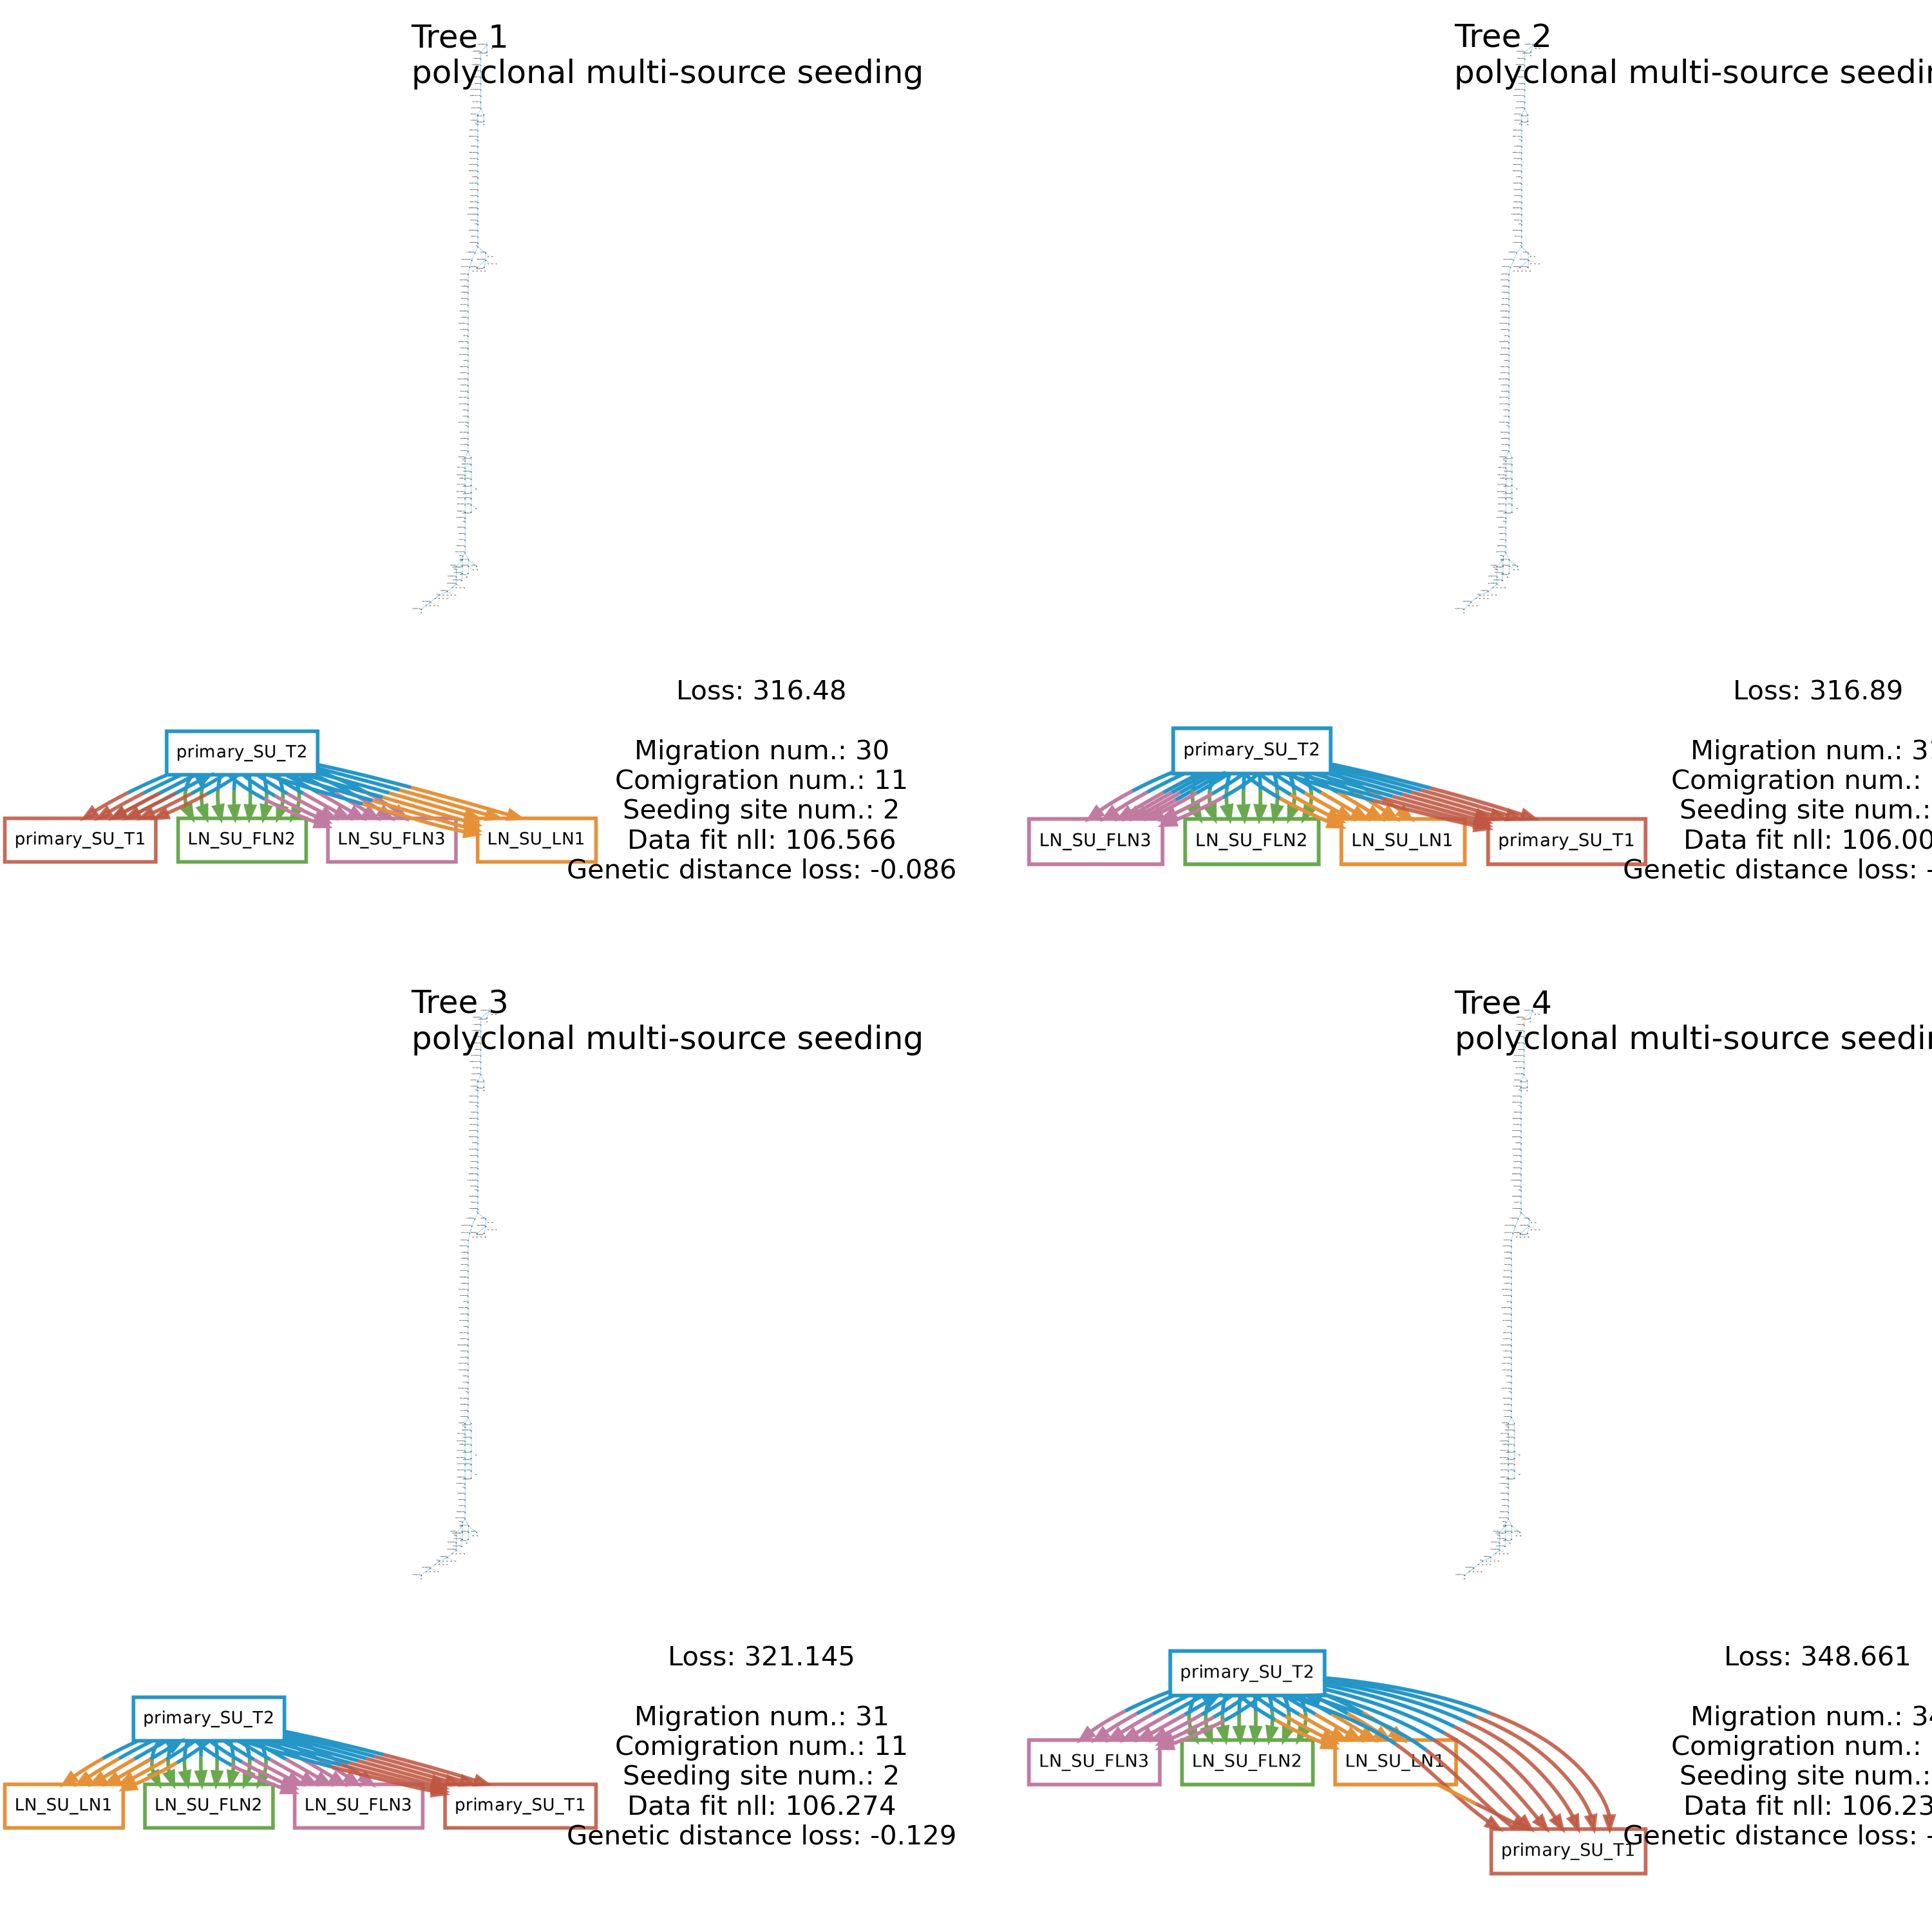 Tree 1
polyclonal multi-source seeding
Loss: 316.48
Migration num.: 30
Comigration num.: 11
Seeding site num.: 2
Data fit nll: 106.566
Genetic distance loss: -0.086
primary_SU_T2
primary_SU_T1
LN_SU_FLN2
LN_SU_FLN3
LN_SU_LN1
Tree 2
polyclonal multi-source
Loss: 316.89
Migration num.:
Comigration num.:
Seeding site num.:
Data fit nll: 106.00
Genetic distance loss: -
primary_SU_T2
LN_SU_FLN3
LN_SU_FLN2
LN_SU_LN1
primary_SU_T1
Tree 3
polyclonal multi-source seeding
Loss: 321.145
Migration num.: 31
Comigration num.: 11
Seeding site num.: 2
Data fit nll: 106.274
Genetic distance loss: -0.129
primary_SU_T2
LN_SU_LN1
LN_SU_FLN2
LN_SU_FLN3
primary_SU_T1
Tree 4
polyclonal multi-source
Loss: 348.661
Migration num.:
Comigration num.:
Seeding site num.:
Data fit nll: 106.23
Genetic distance loss: -
primary_SU_T2
LN_SU_FLN3
LN_SU_FLN2
LN_SU_LN1
primary_SU_T1